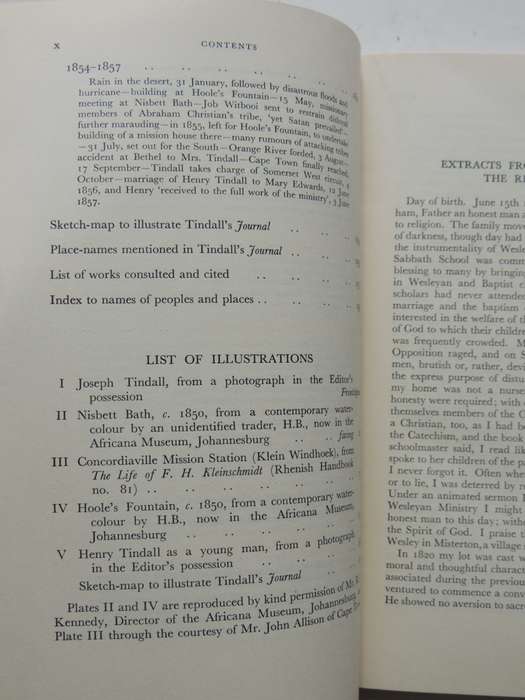 x CONTENTS
1854–1857 .. .. .. .. .. ..
Rain in the desert, 31 January, followed by disastrous floods and
hurricane—building at Hoole's Fountain—15 May, missionary
meeting at Nisbett Bath—Job Witbooi sent to restrain disloyal
members of Abraham Christian's tribe, 'yet Satan prevailed'—
further marauding—in 1855, left for Hoole's Fountain, to undertake
building of a mission house there—many rumours of attacking tribes
—31 July, set out for the South—Orange River forded, 3 August—
accident at Bethel to Mrs. Tindall—Cape Town finally reached,
17 September—Tindall takes charge of Somerset West circuit,
October—marriage of Henry Tindall to Mary Edwards, 12 June
1856, and Henry 'received to the full work of the ministry', 3 June
1857.
Sketch-map to illustrate Tindall's Journal .. ..
Place-names mentioned in Tindall's Journal .. ..
List of works consulted and cited .. .. ..
Index to names of peoples and places .. .. ..
LIST OF ILLUSTRATIONS
I Joseph Tindall, from a photograph in the Editor's
possession
II Nisbett Bath, c. 1850, from a contemporary water-
colour by an unidentified trader, H.B., now in the
Africana Museum, Johannesburg .. .. facing
III Concordiaville Mission Station (Klein Windhoek), from
The Life of F. H. Kleinschmidt (Rhenish Handbook
no. 81) .. .. .. .. .. ..
IV Hoole's Fountain, c. 1850, from a contemporary water-
colour by H.B., now in the Africana Museum,
Johannesburg .. .. .. .. ..
V Henry Tindall as a young man, from a photograph
in the Editor's possession .. .. ..
Sketch-map to illustrate Tindall's Journal .. ..
Plates II and IV are reproduced by kind permission of Mr.
Kennedy, Director of the Africana Museum, Johannesburg,
Plate III through the courtesy of Mr. John Allison of Cape
EXTRACTS FRO
THE RE
Day of birth. June 15th
ham, Father an honest man a
to religion. The family move
of darkness, though day had
the instrumentality of Wesle
Sabbath School was comm
blessing to many by bringing
in Wesleyan and Baptist c
scholars had never attende
marriage and the baptism
interested in the welfare of th
of God to which their children
was frequently crowded. M
Opposition raged, and on S
men, brutish or, rather, devi
the express purpose of distu
my home was not a nurse
honesty were required; with
themselves members of the C
a Christian, too, as I had b
the Catechism, and the book
schoolmaster said, I read lik
spoke to her children of the pa
I never forgot it. Often whe
or to lie, I was deterred by r
Under an animated sermon I
Wesleyan Ministry I might
honest man to this day; witho
the Spirit of God. I praise t
Wesley in Misterton, a village i
In 1820 my lot was cast w
moral and thoughtful charact
associated during the previou
ventured to commence a conv
He showed no aversion to sacr